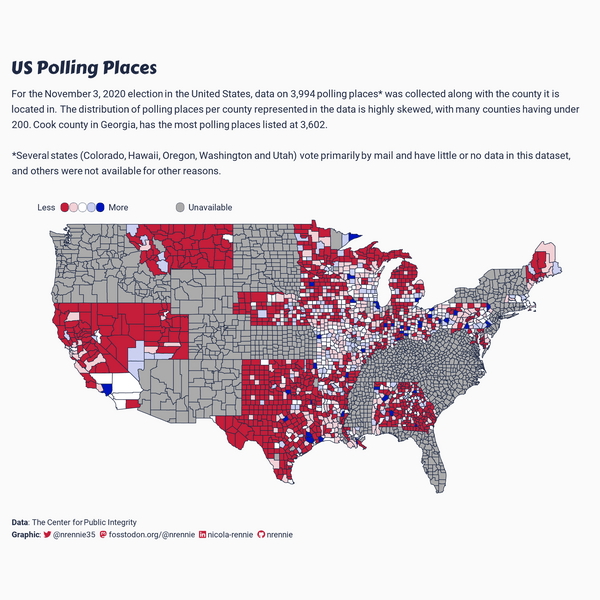 US Polling Places
For the November 3, 2020 election in the United States, data on 3,994 polling places* was collected along with the county it is
located in. The distribution of polling places per county represented in the data is highly skewed, with many counties having under
200. Cook county in Georgia, has the most polling places listed at 3,602.
*Several states (Colorado, Hawaii, Oregon, Washington and Utah) vote primarily by mail and have little or no data in this dataset,
and others were not available for other reasons.
Less More Unavailable
Data: The Center for Public Integrity
Graphic: @nrennie35 fosstodon.org/@nrennie nicola-rennie nrennie